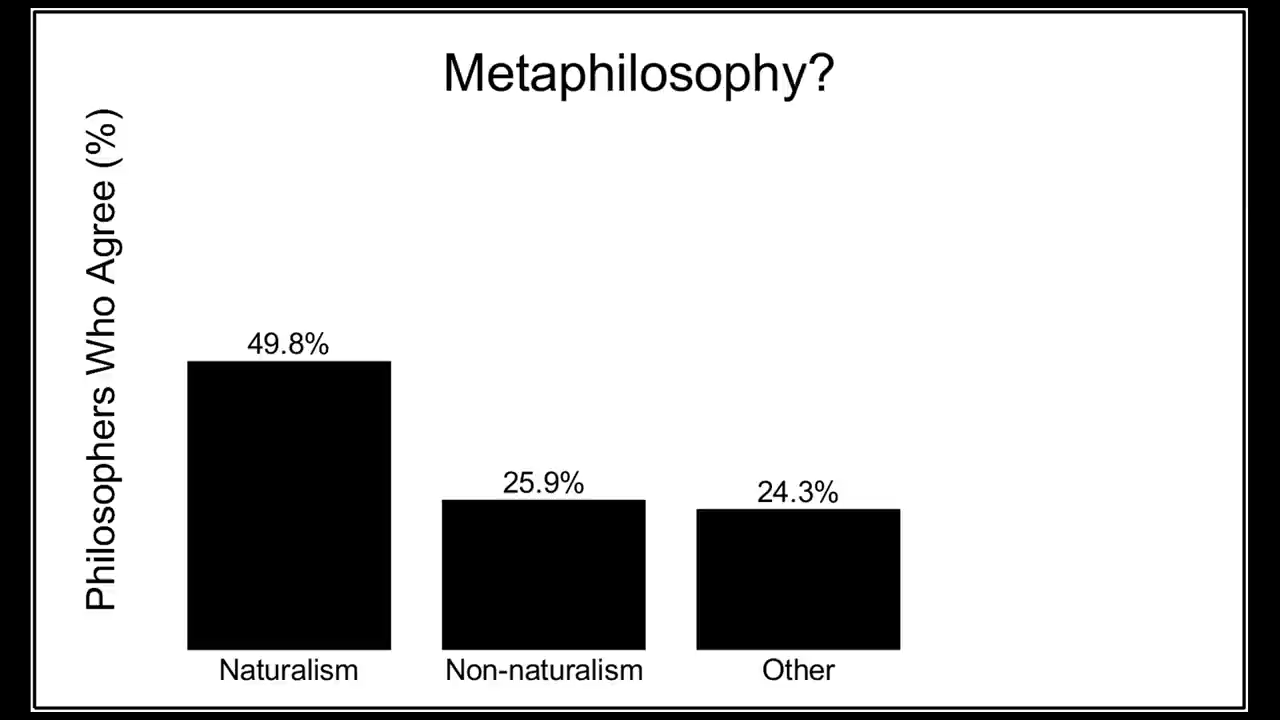 Metaphilosophy?
Philosophers Who Agree (%)
49.8%
25.9%
24.3%
Naturalism
Non-naturalism
Other